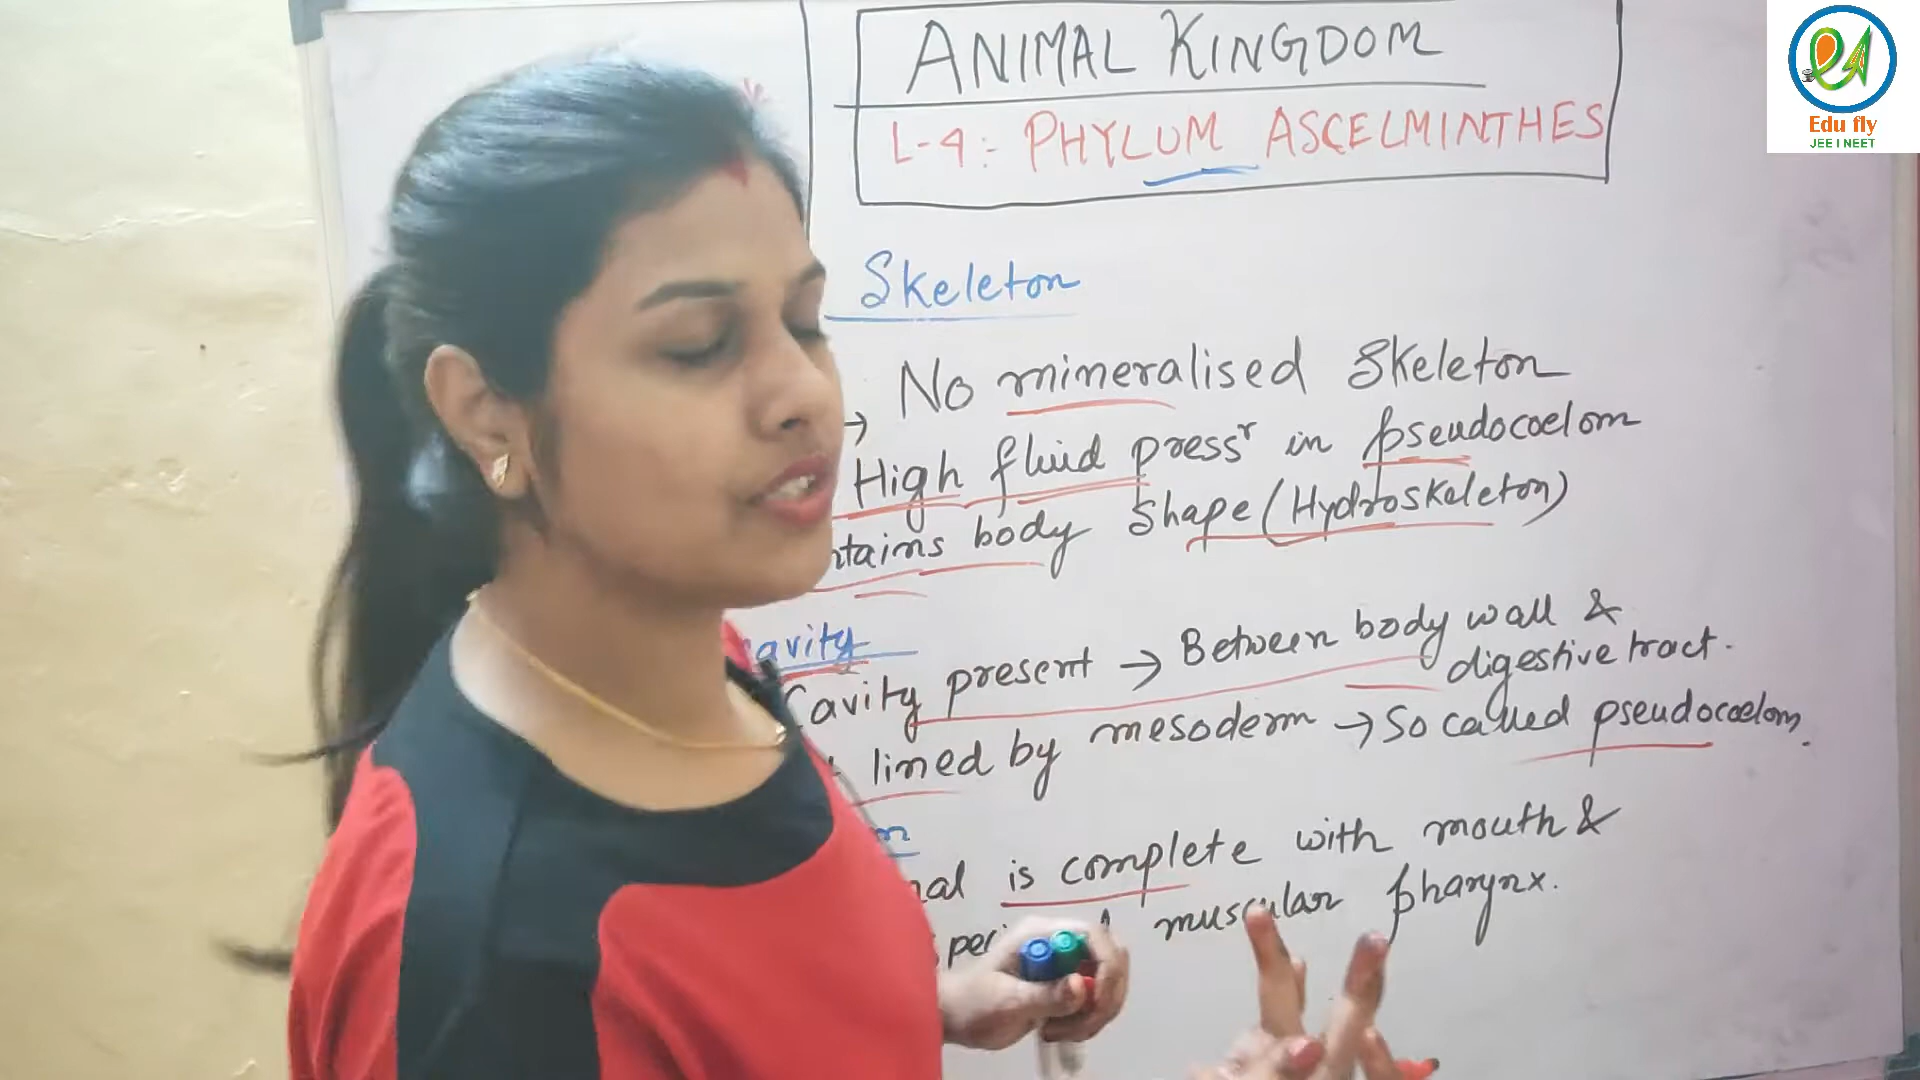 ANIMAL KINGDOM
L-4:- PHYLUM ASCELMINTHES
Edu fly
JEE I NEET
Skeleton
→ No mineralised Skeleton
High fluid pressʳ in pseudocoelom
ntains body shape (Hydroskeleton)
avity
Cavity present → Between body wall &
digestive tract.
lined by mesoderm → So called pseudocoelom.
nal is complete with mouth &
muscular pharynx.